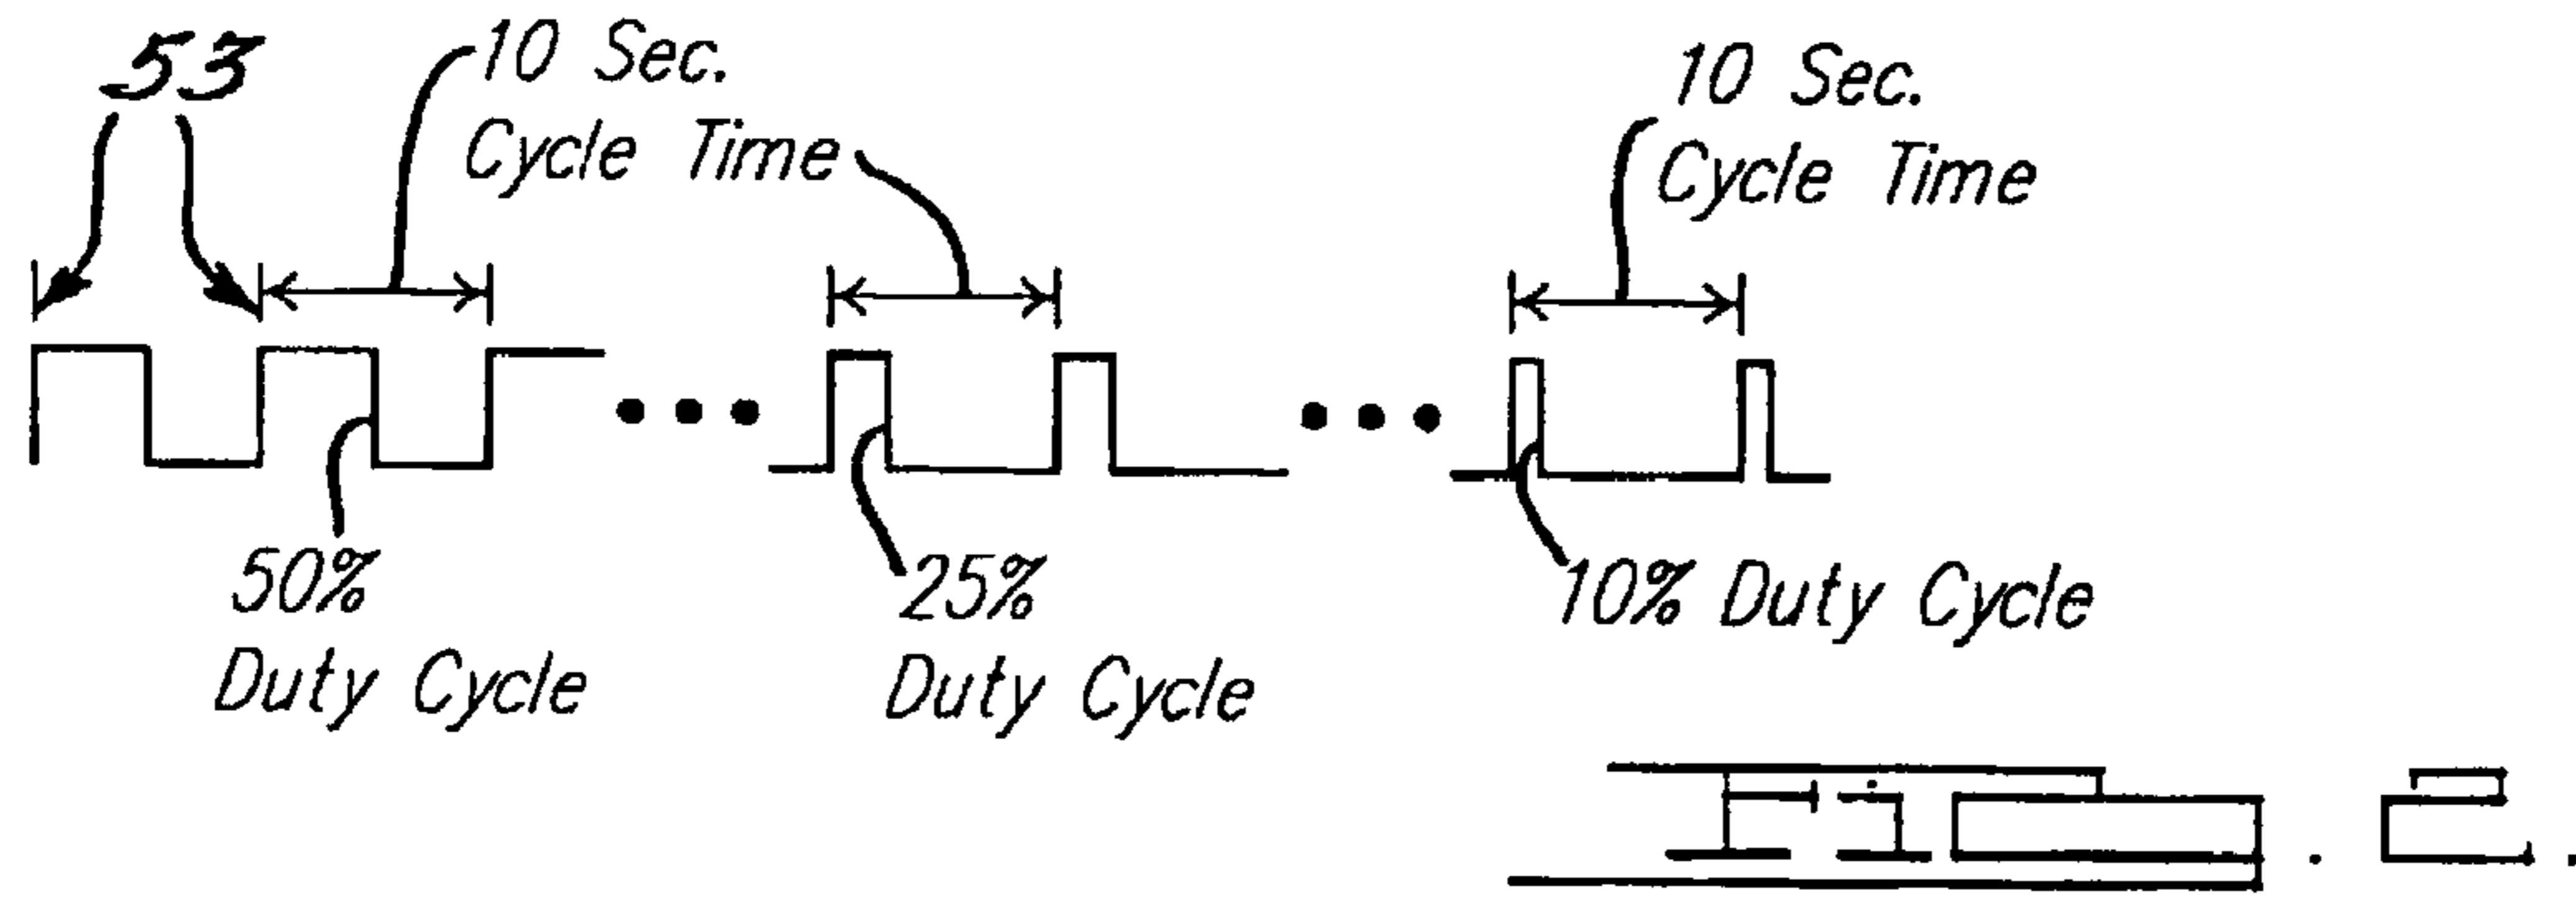 53
10 Sec.
Cycle Time
10 Sec.
Cycle Time
50%
Duty Cycle
25%
Duty Cycle
10% Duty Cycle
Fig. 2.